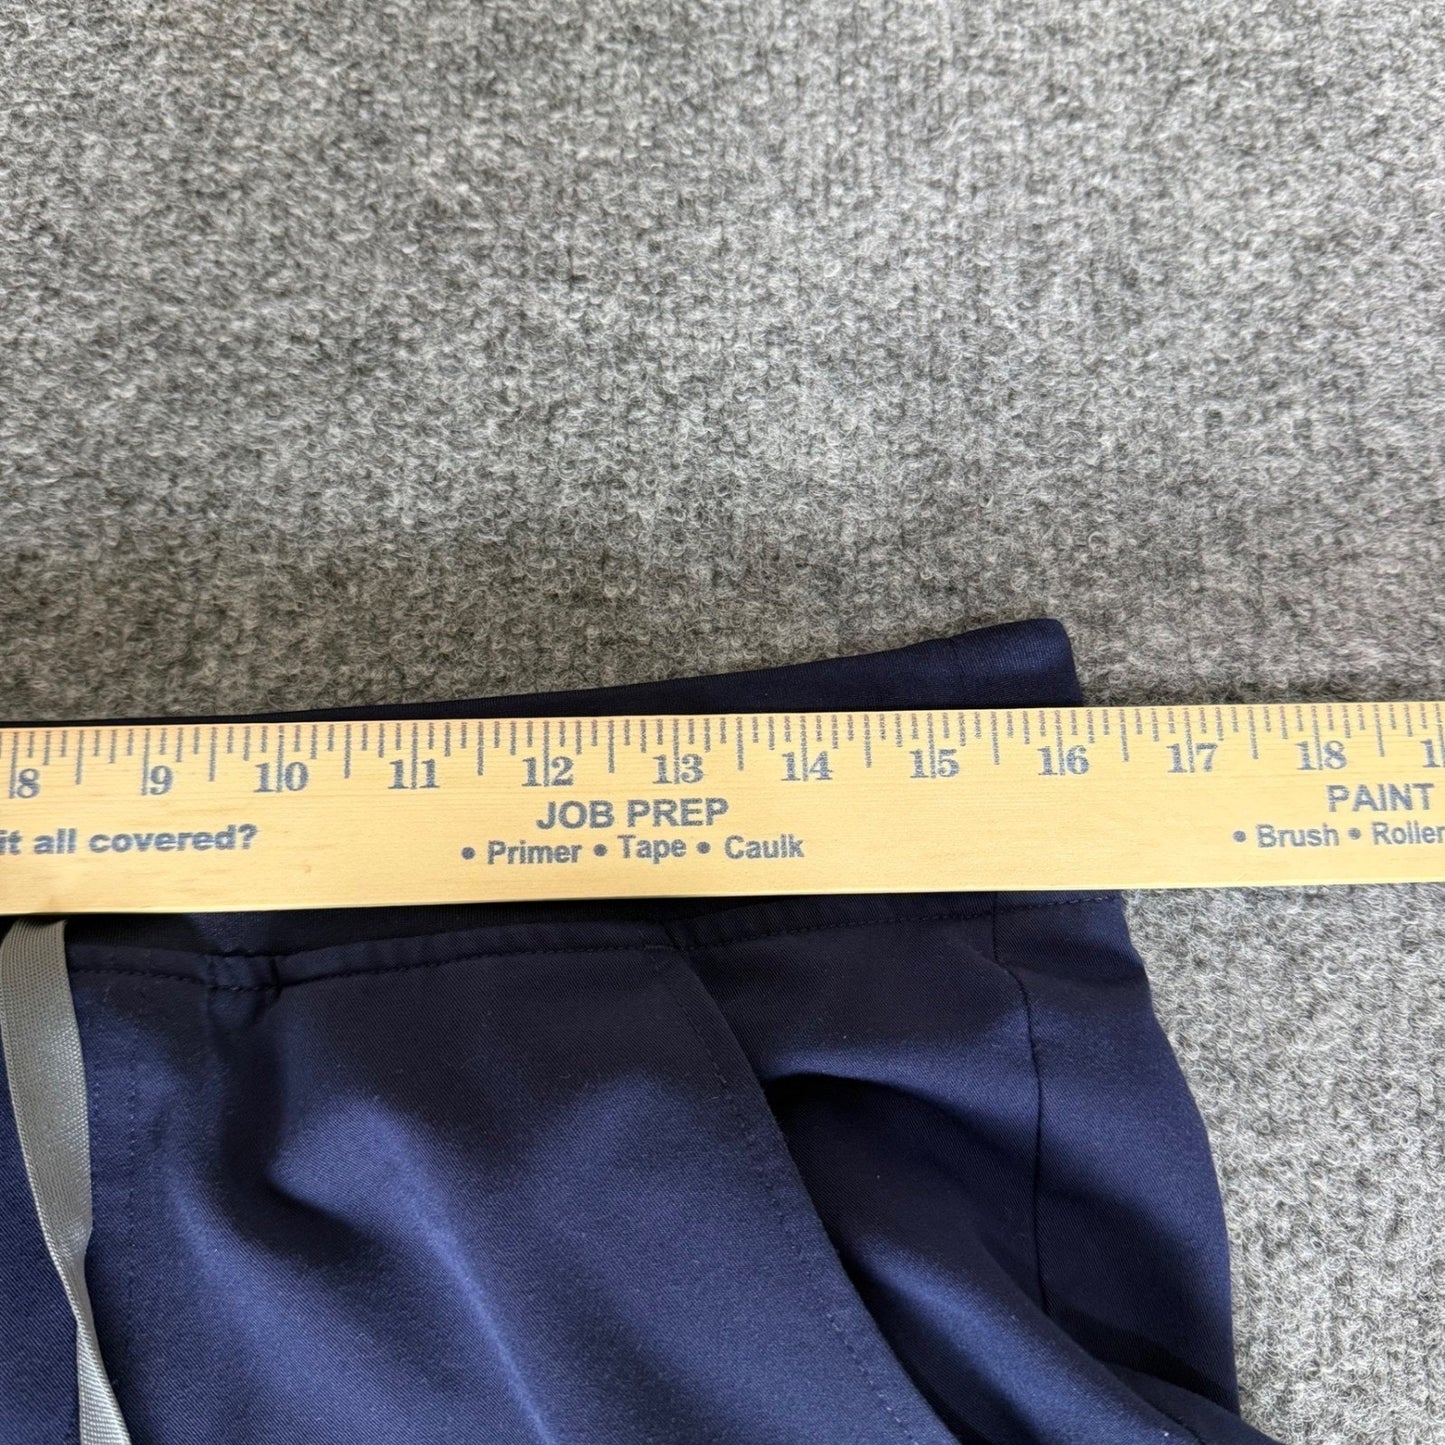 8 9 10 11 12 13 14 15 16 17 18
it all covered? JOB PREP PAINT
• Primer • Tape • Caulk • Brush • Roller